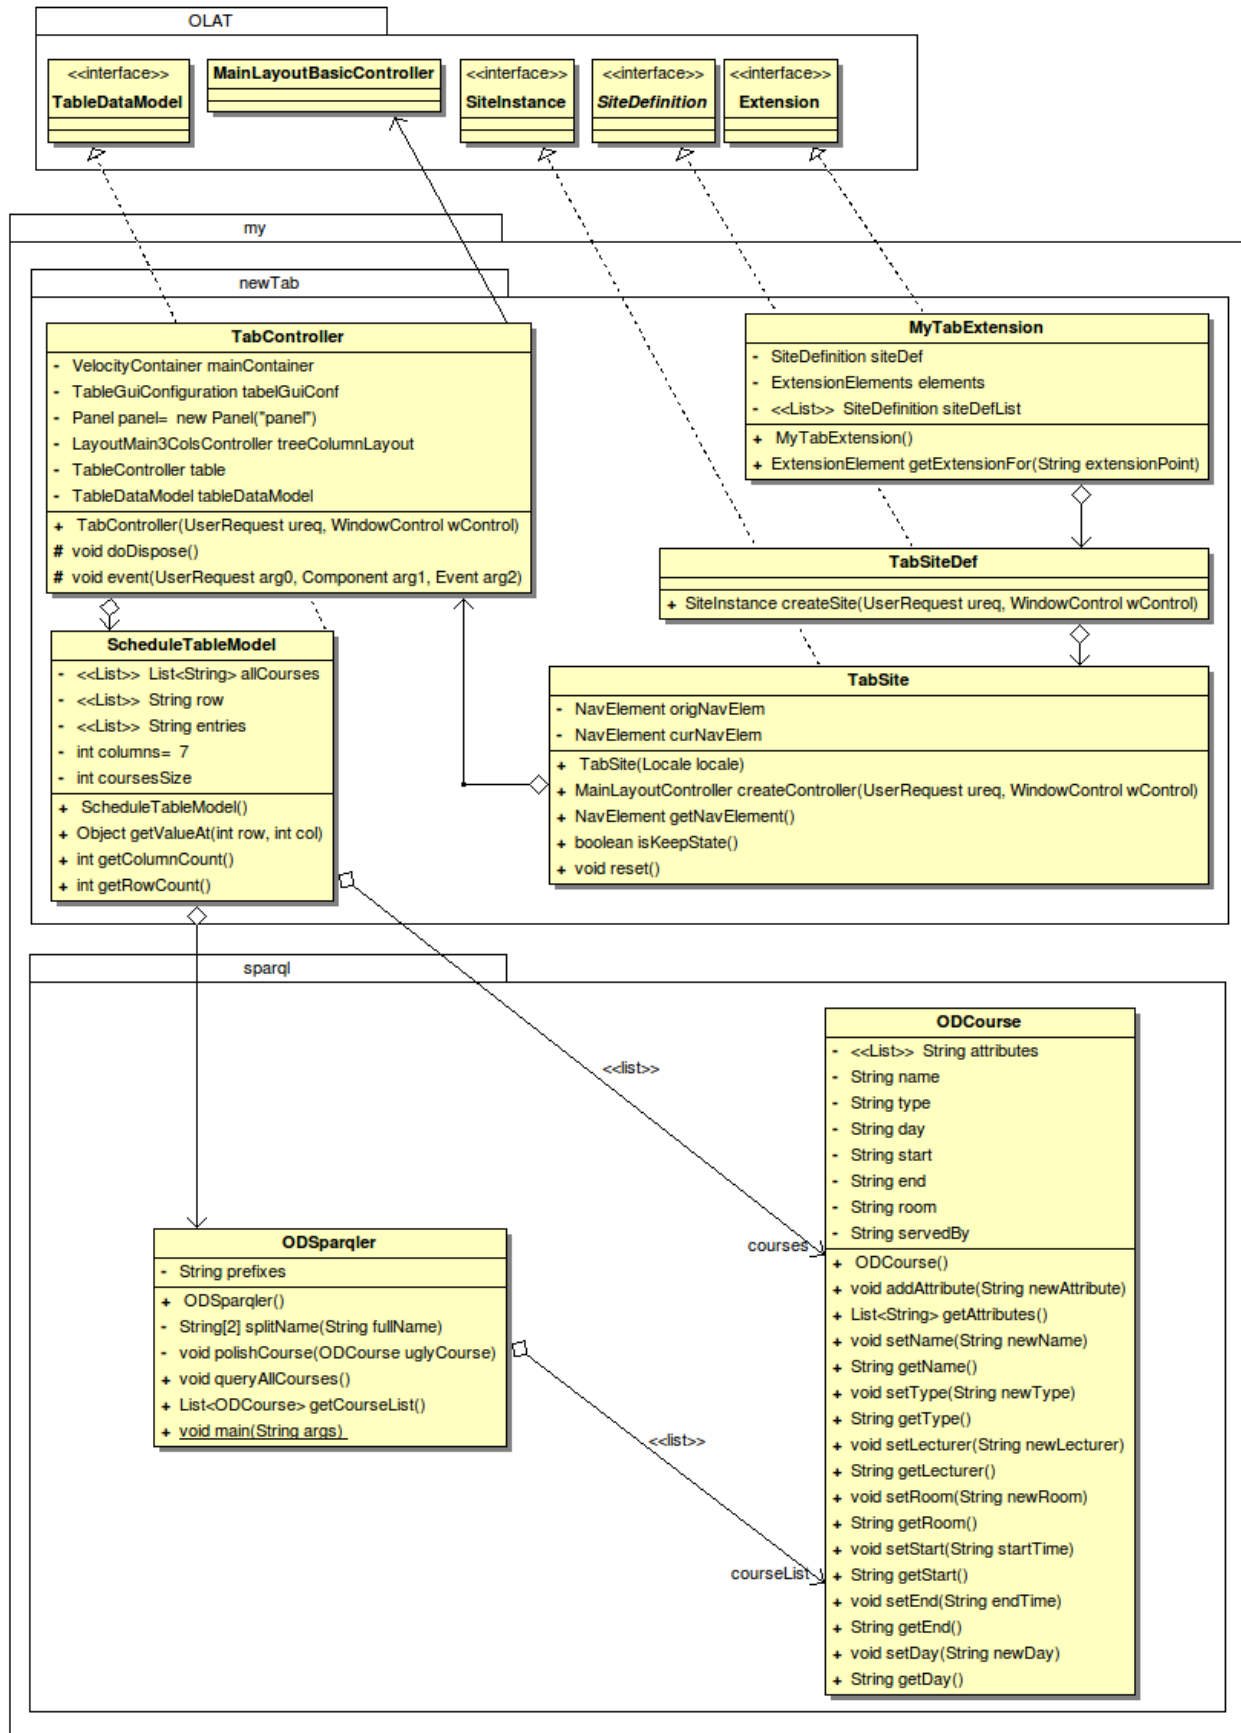 OLAT
<<interface>>
TableDataModel
MainLayoutBasicController
<<interface>>
SiteInstance
<<interface>>
SiteDefinition
<<interface>>
Extension
my
newTab
TabController
- VelocityContainer mainContainer
- TableGuiConfiguration tabelGuiConf
- Panel panel= new Panel("panel")
- LayoutMain3ColsController treeColumnLayout
- TableController table
- TableDataModel tableDataModel
+ TabController(UserRequest ureq, WindowControl wControl)
# void doDispose()
# void event(UserRequest arg0, Component arg1, Event arg2)
MyTabExtension
- SiteDefinition siteDef
- ExtensionElements elements
- <<List>> SiteDefinition siteDefList
+ MyTabExtension()
+ ExtensionElement getExtensionFor(String extensionPoint)
TabSiteDef
+ SiteInstance createSite(UserRequest ureq, WindowControl wControl)
ScheduleTableModel
- <<List>> List<String> allCourses
- <<List>> String row
- <<List>> String entries
- int columns= 7
- int coursesSize
+ ScheduleTableModel()
+ Object getValueAt(int row, int col)
+ int getColumnCount()
+ int getRowCount()
TabSite
- NavElement origNavElem
- NavElement curNavElem
+ TabSite(Locale locale)
+ MainLayoutController createController(UserRequest ureq, WindowControl wControl)
+ NavElement getNavElement()
+ boolean isKeepState()
+ void reset()
sparql
<<list>>
courses
ODSparqler
- String prefixes
+ ODSparqler()
- String[2] splitName(String fullName)
- void polishCourse(ODCourse uglyCourse)
+ void queryAllCourses()
+ List<ODCourse> getCourseList()
+ void main(String args)
<<list>>
courseList
ODCourse
- <<List>> String attributes
- String name
- String type
- String day
- String start
- String end
- String room
- String servedBy
+ ODCourse()
+ void addAttribute(String newAttribute)
+ List<String> getAttributes()
+ void setName(String newName)
+ String getName()
+ void setType(String newType)
+ String getType()
+ void setLecturer(String newLecturer)
+ String getLecturer()
+ void setRoom(String newRoom)
+ String getRoom()
+ void setStart(String startTime)
+ String getStart()
+ void setEnd(String endTime)
+ String getEnd()
+ void setDay(String newDay)
+ String getDay()